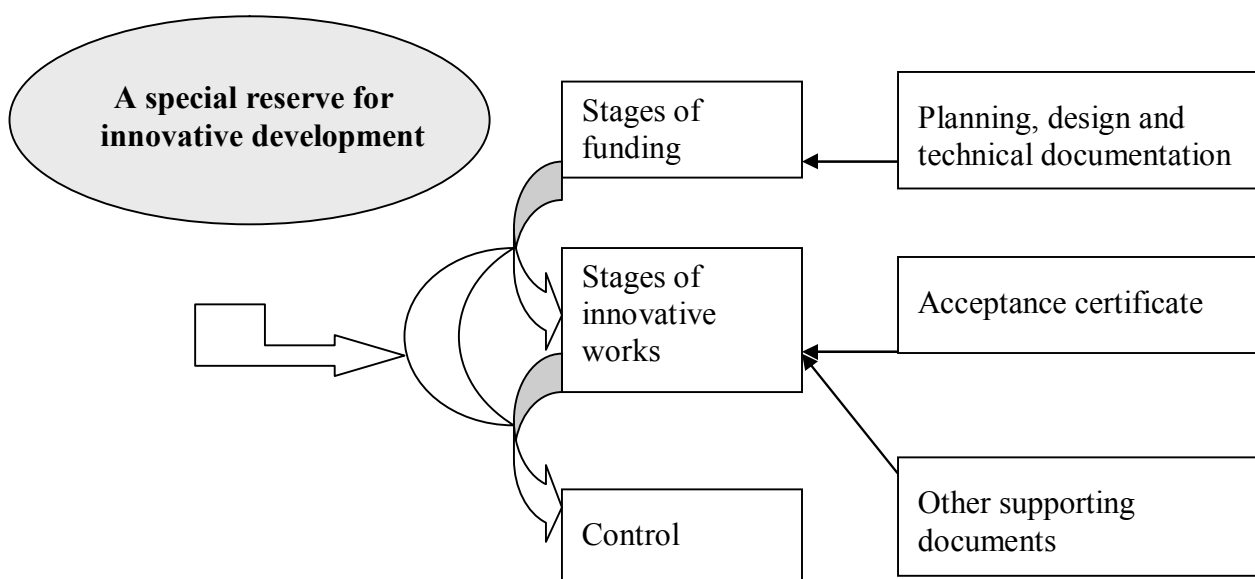 A special reserve for
innovative development
Stages of
funding
Planning, design and
technical documentation
Stages of
innovative
works
Acceptance certificate
Control
Other supporting
documents